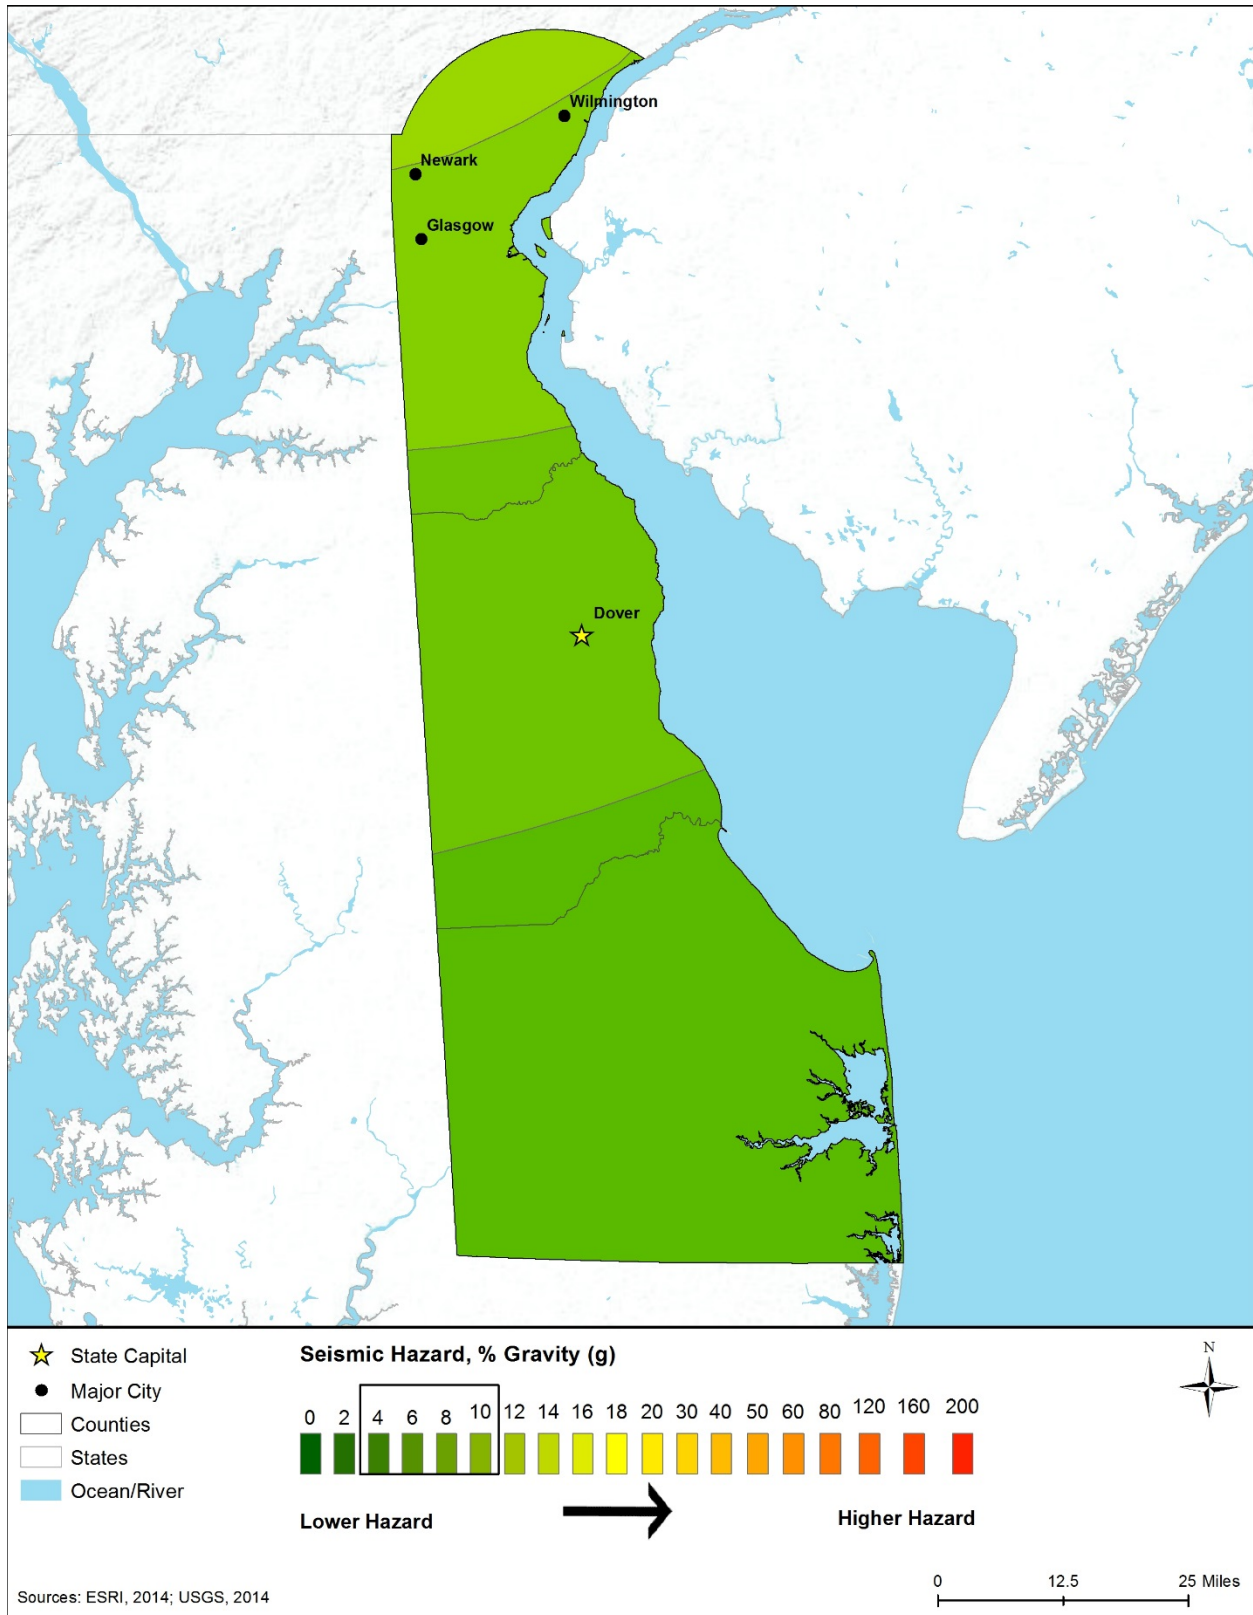 Wilmington
Newark
Glasgow
Dover
State Capital
Major City
Counties
States
Ocean/River
Seismic Hazard, % Gravity (g)
0 2 4 6 8 10 12 14 16 18 20 30 40 50 60 80 120 160 200
Lower Hazard
Higher Hazard
N
Sources: ESRI, 2014; USGS, 2014
0 12.5 25 Miles